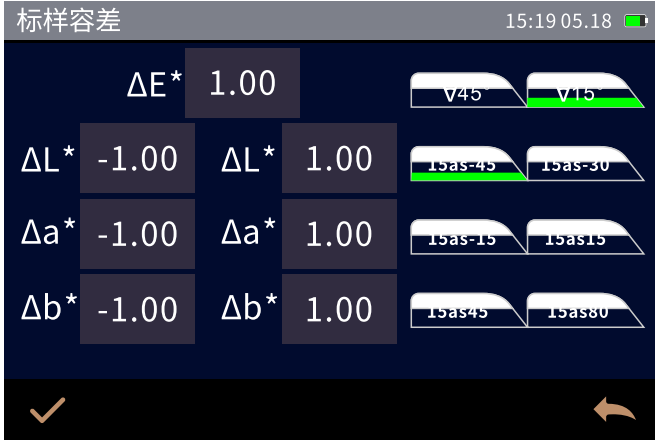 标样容差 15:19 05.18
ΔE* 1.00 ∇45° ∇15°
ΔL* -1.00 ΔL* 1.00 15as-45 15as-30
Δa* -1.00 Δa* 1.00 15as-15 15as15
Δb* -1.00 Δb* 1.00 15as45 15as80